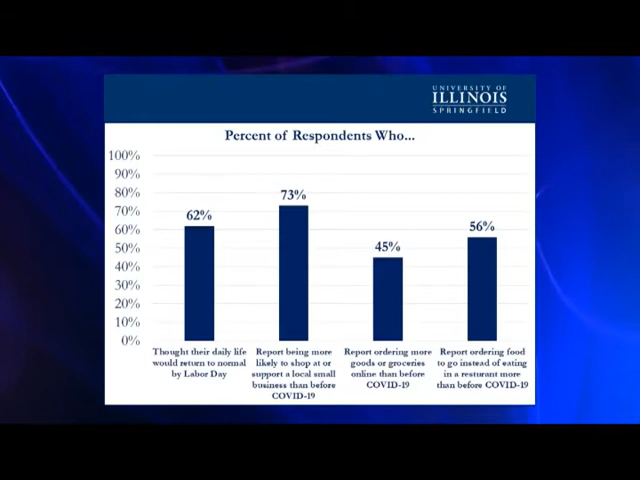 UNIVERSITY OF
ILLINOIS
SPRINGFIELD
Percent of Respondents Who...
100%
90%
80%
70%
60%
50%
40%
30%
20%
10%
0%
62%
73%
45%
56%
Thought their daily life
would return to normal
by Labor Day
Report being more
likely to shop at or
support a local small
business than before
COVID-19
Report ordering more
goods or groceries
online than before
COVID-19
Report ordering food
to go instead of eating
in a resturant more
than before COVID-19